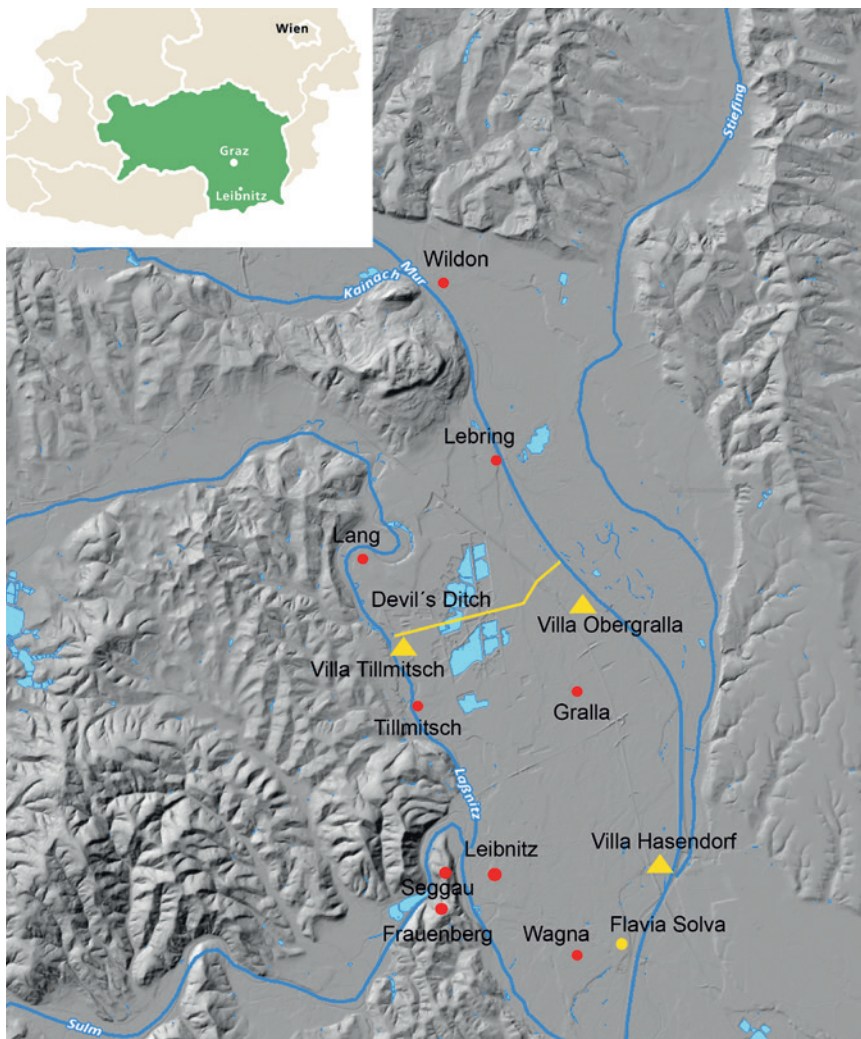 Wien
Graz
Leibnitz
Stiefing
Wildon
Mur
Kainach
Lebring
Lang
Devil´s Ditch
Villa Obergralla
Villa Tillmitsch
Gralla
Tillmitsch
Laßnitz
Villa Hasendorf
Leibnitz
Seggau
Frauenberg
Wagna
Flavia Solva
Sulm